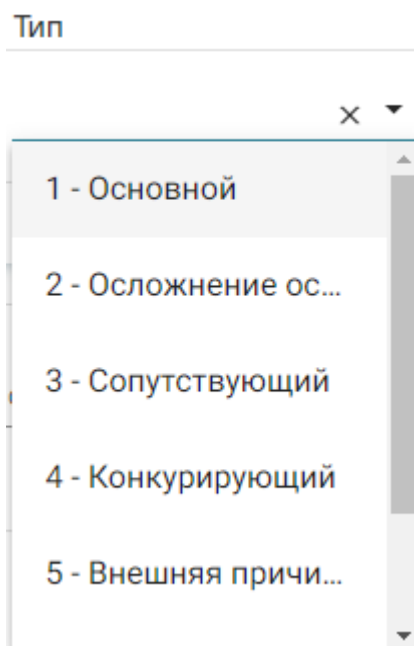 Тип
1 - Основной
2 - Осложнение ос...
3 - Сопутствующий
4 - Конкурирующий
5 - Внешняя причи...